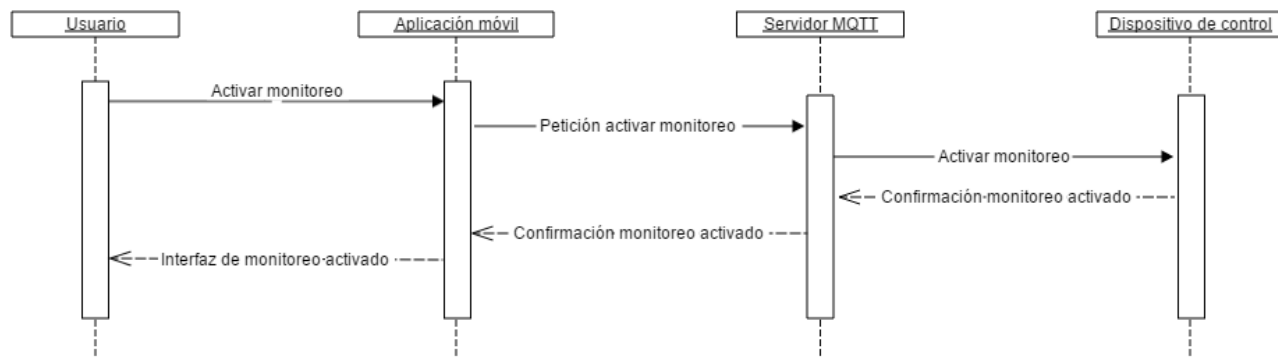 Usuario
Aplicación móvil
Servidor MQTT
Dispositivo de control
Activar monitoreo
Petición activar monitoreo
Activar monitoreo
Confirmación monitoreo activado
Confirmación monitoreo activado
Interfaz de monitoreo activado